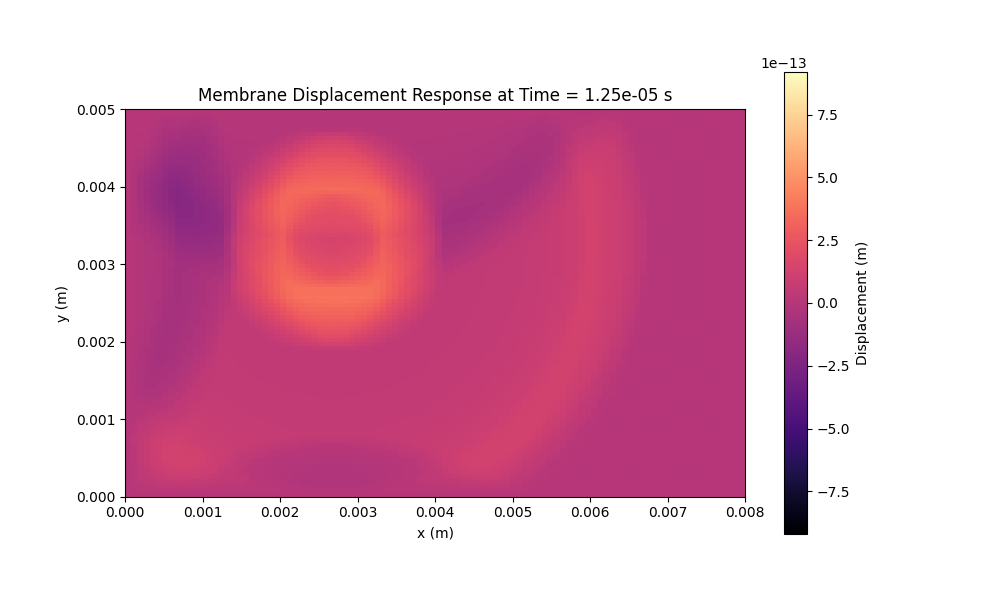 1e−13
Membrane Displacement Response at Time = 1.25e-05 s
0.005
0.004
0.003
0.002
0.001
0.000
y (m)
0.000 0.001 0.002 0.003 0.004 0.005 0.006 0.007 0.008
x (m)
7.5
5.0
2.5
0.0
−2.5
−5.0
−7.5
Displacement (m)